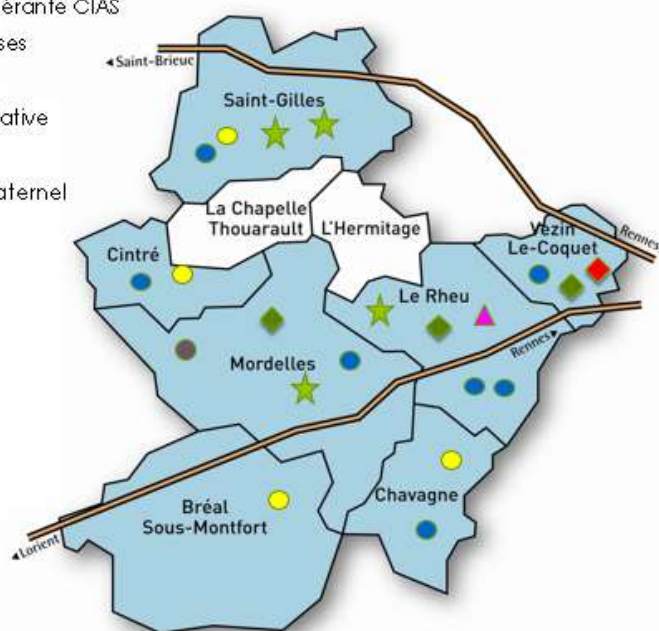 érante CIAS
ses
ative
aternel
Saint-Brieuc
Saint-Gilles
La Chapelle
Thouarault
L'Hermitage
Vezin
Le-Coquet
Rennes
Cintré
Le Rheu
Rennes
Mordelles
Chavagne
Bréal
Sous-Montfort
Lorient